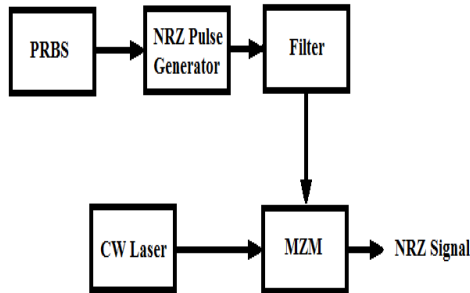 PRBS
NRZ Pulse
Generator
Filter
CW Laser
MZM
NRZ Signal